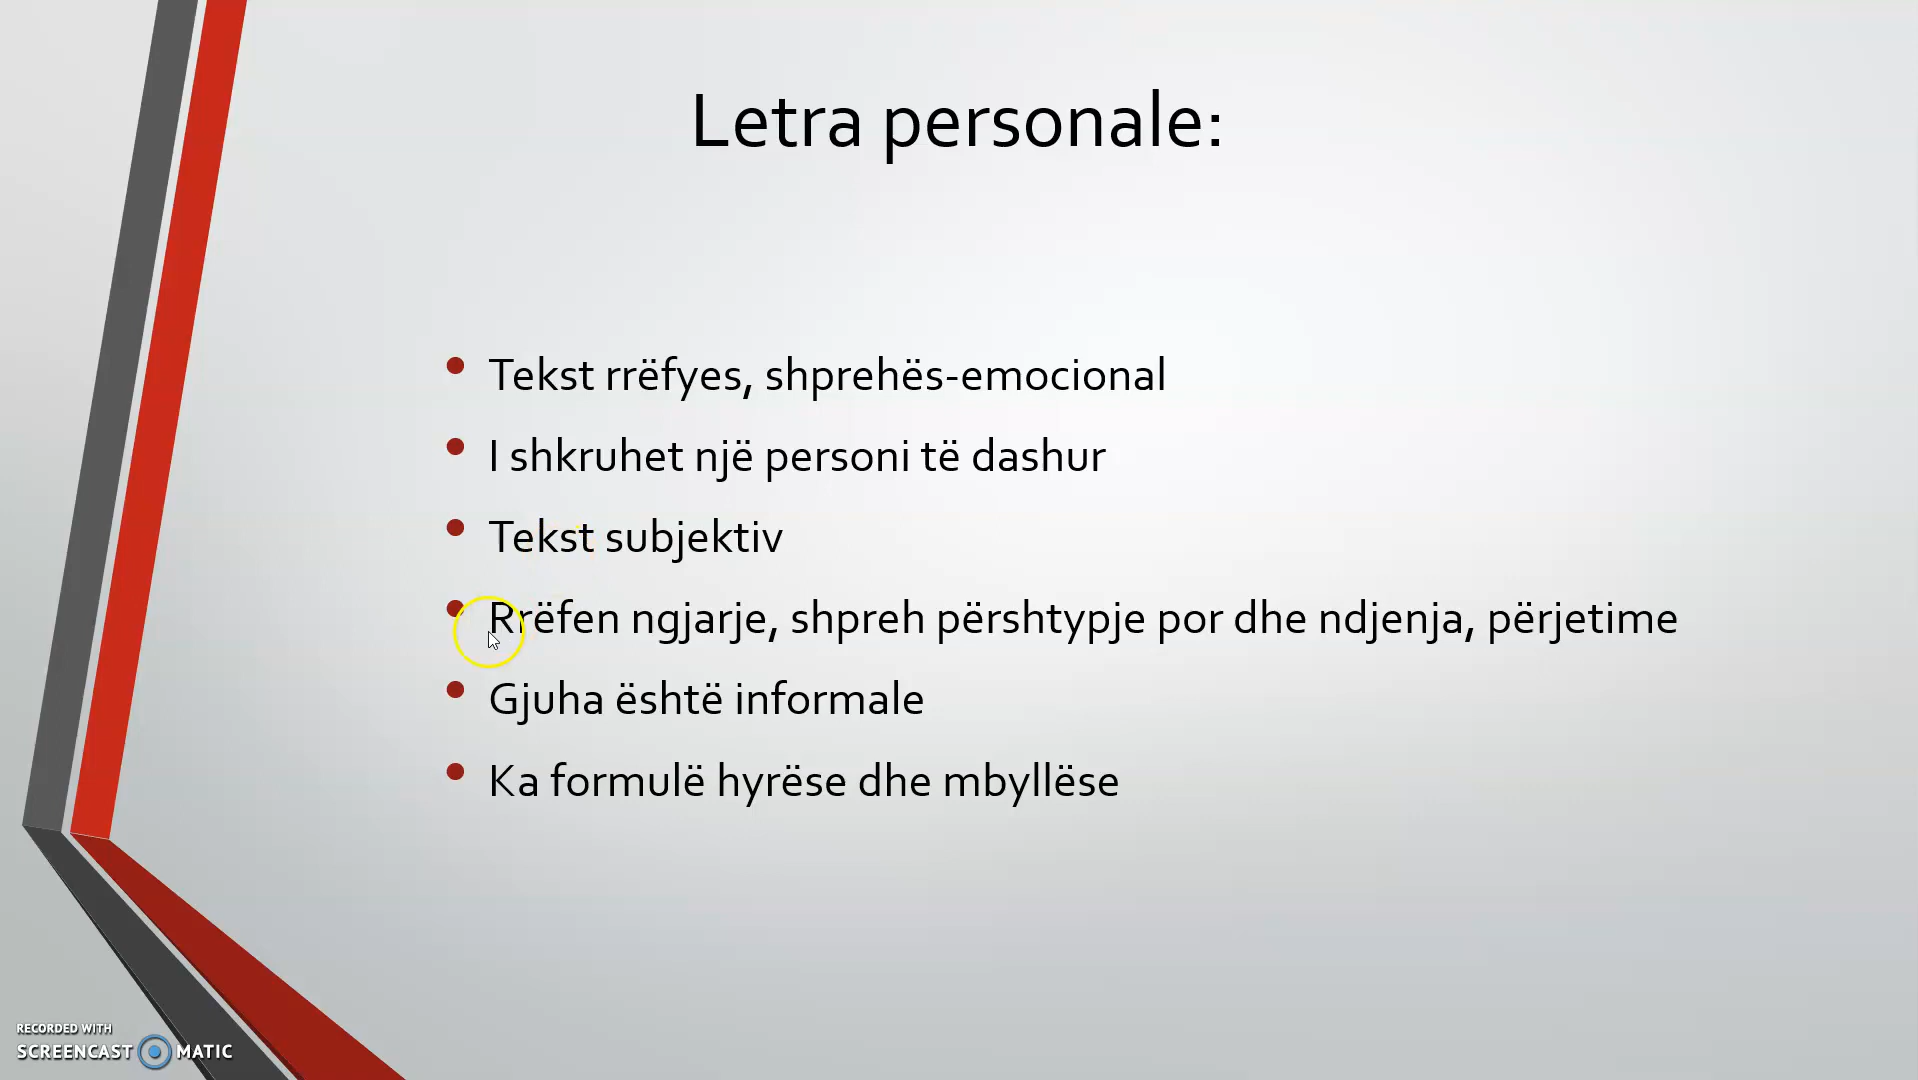 Letra personale:
Tekst rrëfyes, shprehës-emocional
I shkruhet një personi të dashur
Tekst subjektiv
Rrëfen ngjarje, shpreh përshtypje por dhe ndjenja, përjetime
Gjuha është informale
Ka formulë hyrëse dhe mbyllëse
RECORDED WITH
SCREENCAST MATIC